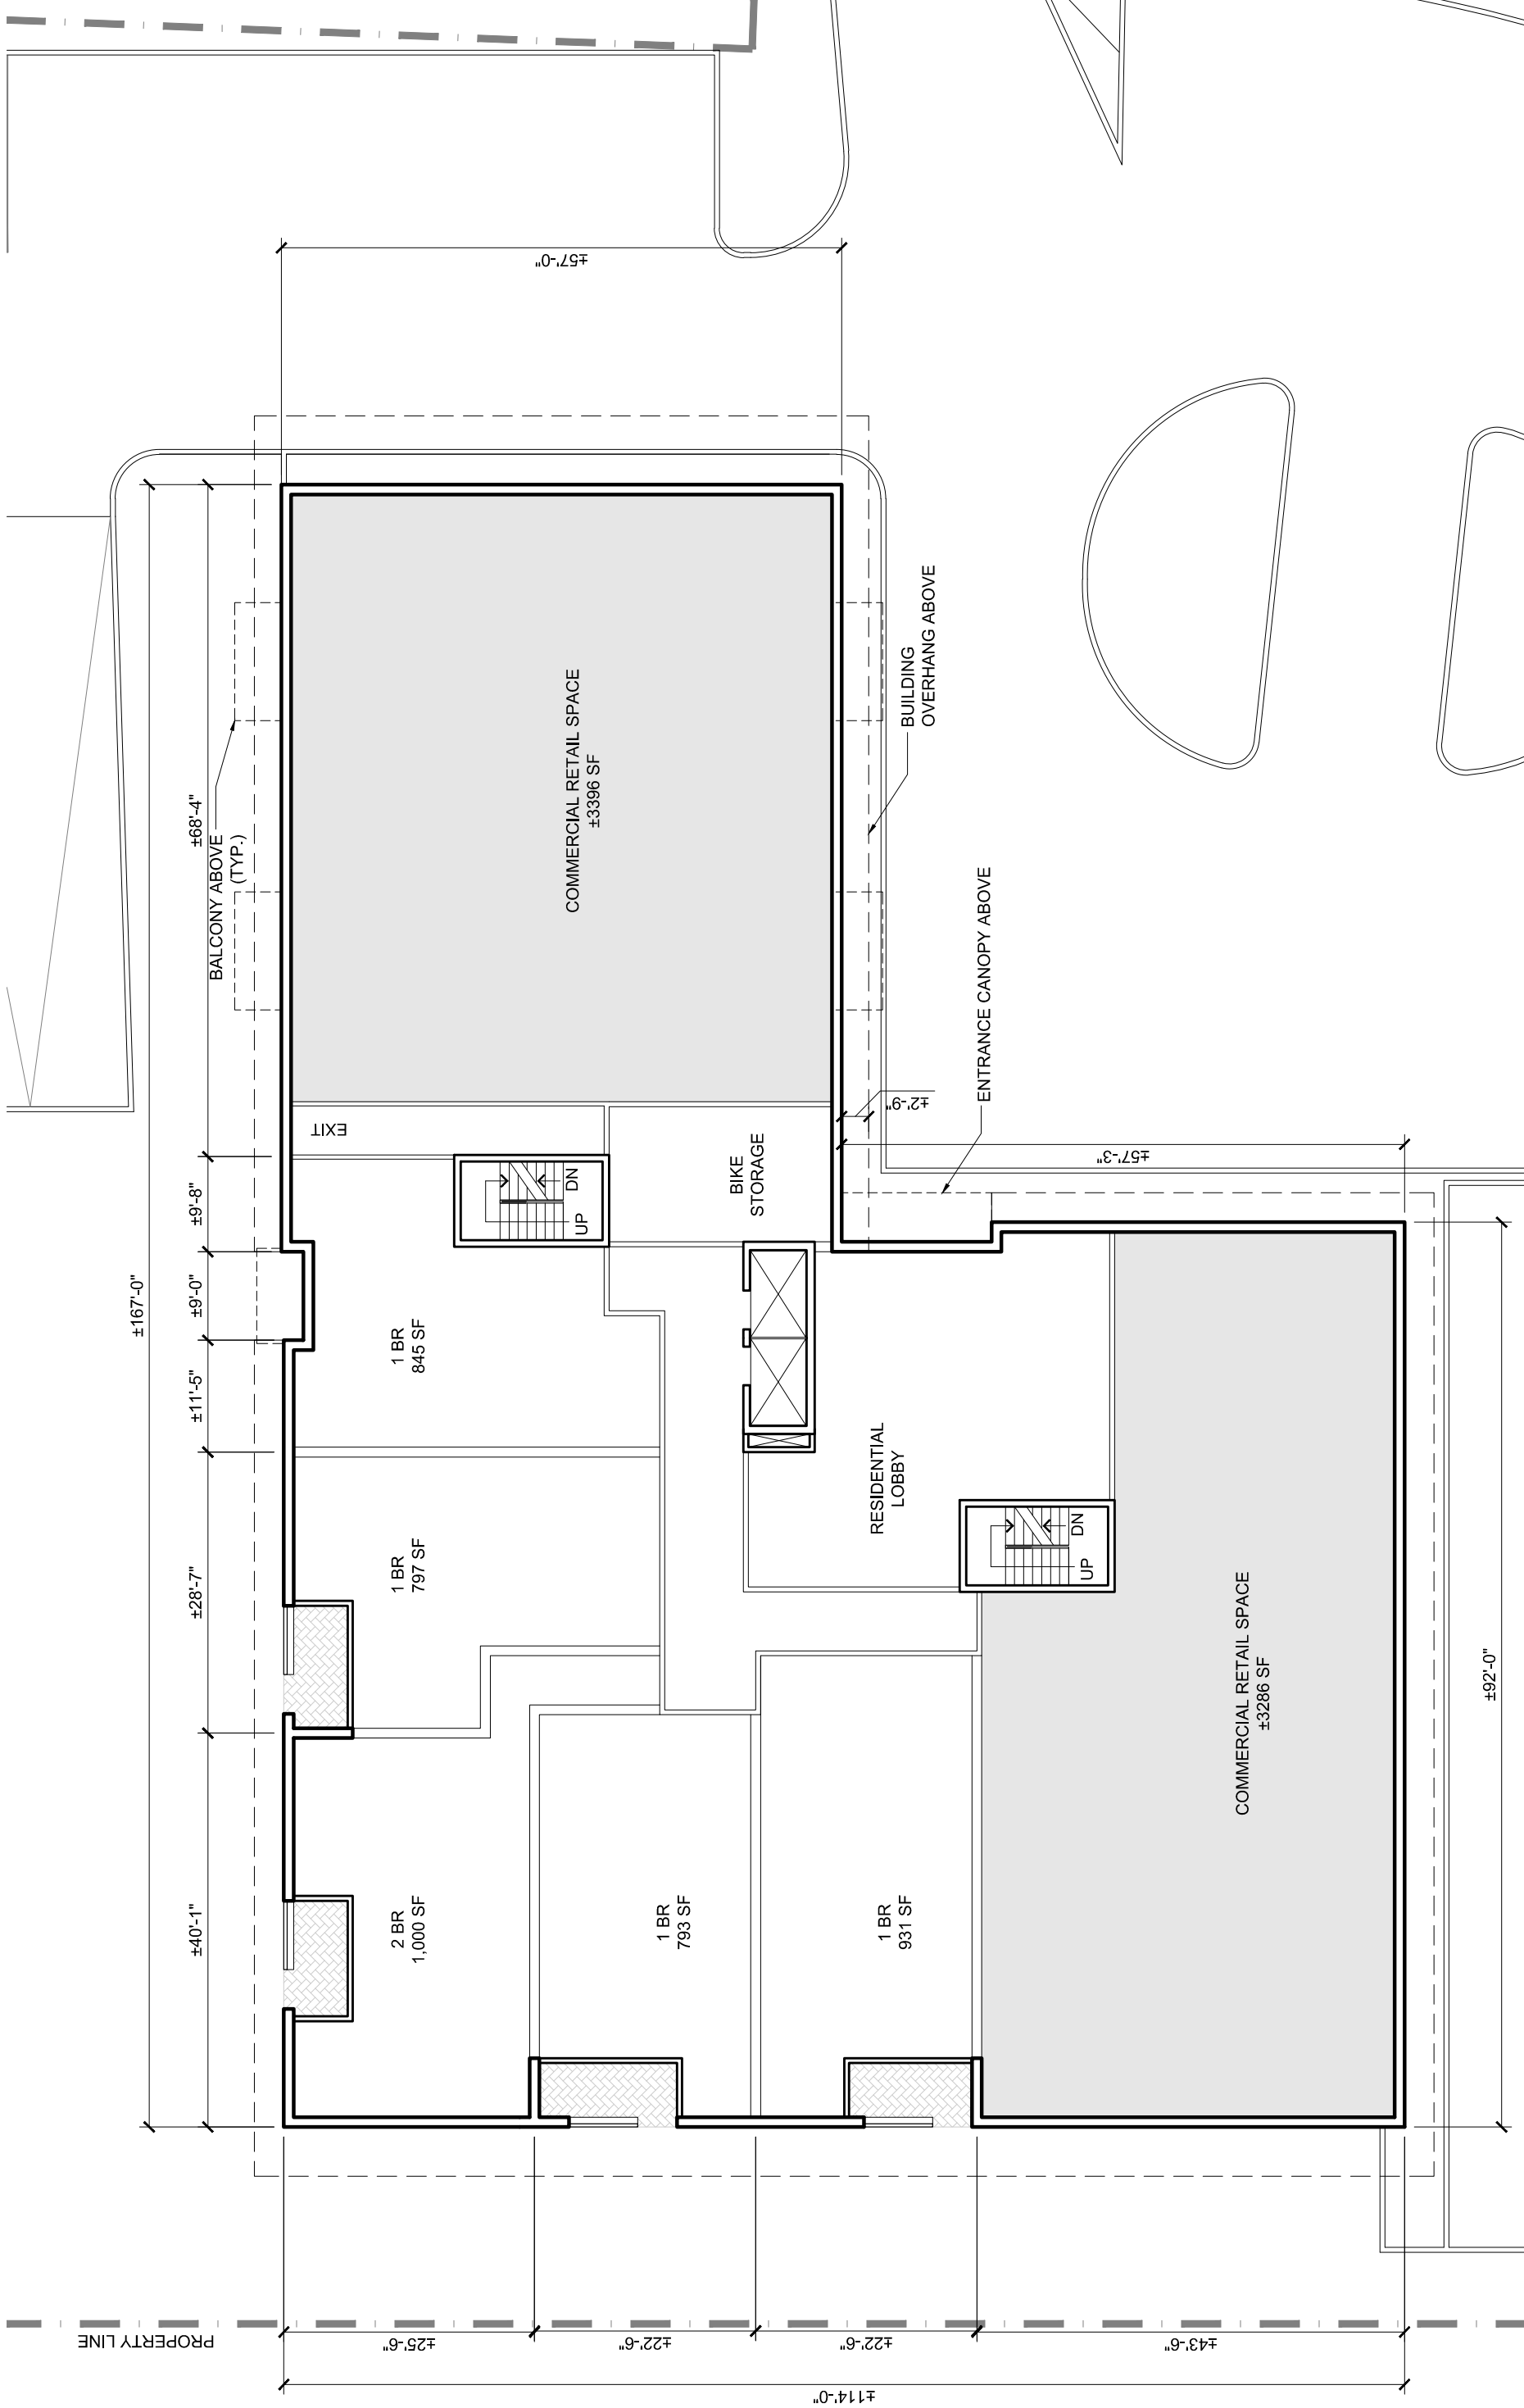 ±57'-0"
±167'-0"
±68'-4"
±9'-8"
±9'-0"
±11'-5"
±28'-7"
±40'-1"
BALCONY ABOVE
(TYP.)
COMMERCIAL RETAIL SPACE
±3396 SF
BUILDING
OVERHANG ABOVE
ENTRANCE CANOPY ABOVE
±2'-9"
±57'-3"
EXIT
DN
UP
BIKE
STORAGE
1 BR
845 SF
1 BR
797 SF
RESIDENTIAL
LOBBY
DN
UP
2 BR
1,000 SF
1 BR
793 SF
1 BR
931 SF
COMMERCIAL RETAIL SPACE
±3286 SF
±92'-0"
PROPERTY LINE
±25'-6"
±22'-6"
±22'-6"
±43'-6"
±114'-0"